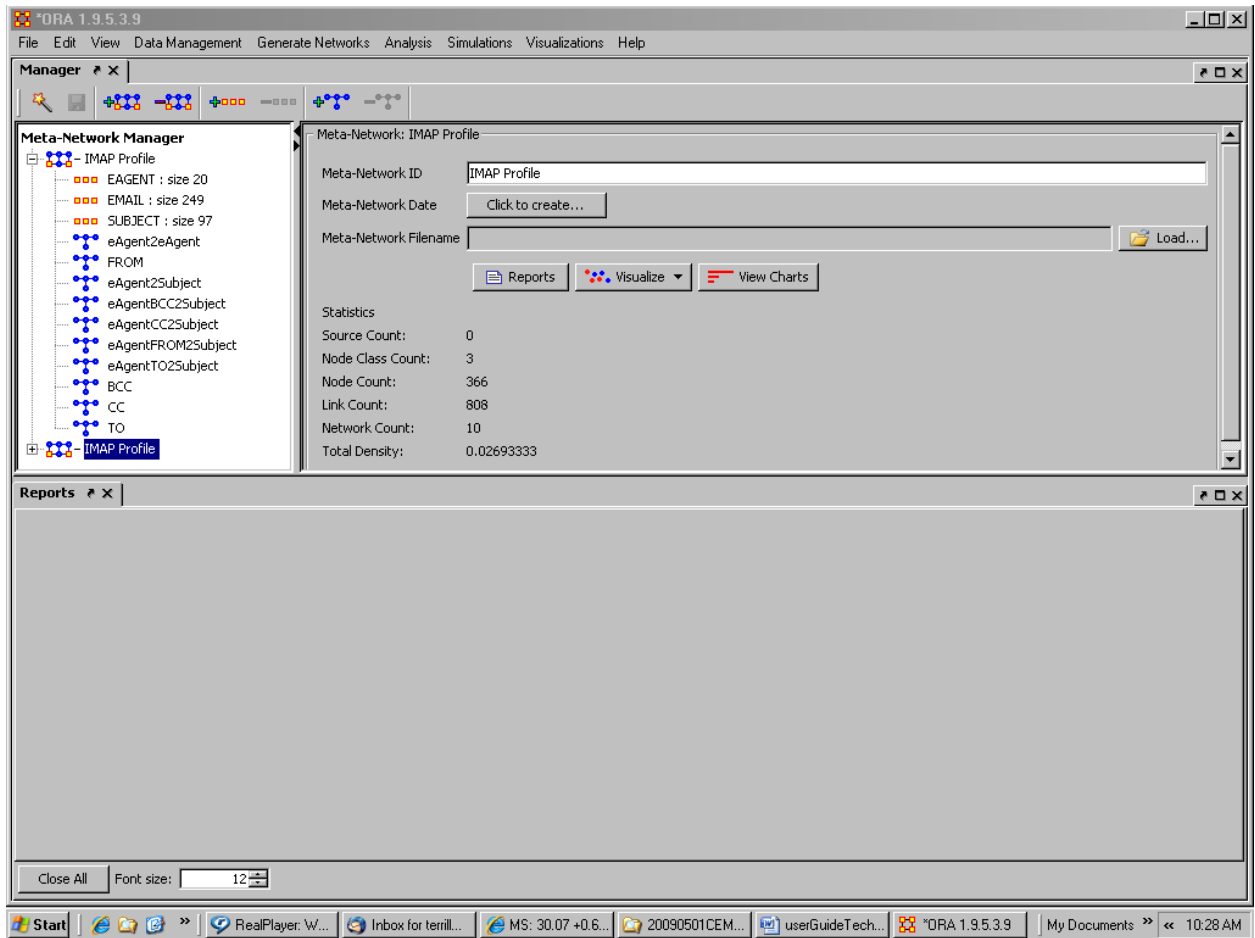 *ORA 1.9.5.3.9
File Edit View Data Management Generate Networks Analysis Simulations Visualizations Help
Manager
Meta-Network Manager
IMAP Profile
EAGENT : size 20
EMAIL : size 249
SUBJECT : size 97
eAgent2eAgent
FROM
eAgent2Subject
eAgentBCC2Subject
eAgentCC2Subject
eAgentFROM2Subject
eAgentTO2Subject
BCC
CC
TO
IMAP Profile
Meta-Network: IMAP Profile
Meta-Network ID IMAP Profile
Meta-Network Date Click to create...
Meta-Network Filename Load...
Reports Visualize View Charts
Statistics
Source Count: 0
Node Class Count: 3
Node Count: 366
Link Count: 808
Network Count: 10
Total Density: 0.02693333
Reports
Close All Font size: 12
Start » RealPlayer: W... Inbox for terrill... MS: 30.07 +0.6... 20090501CEM... userGuideTech... *ORA 1.9.5.3.9 My Documents » « 10:28 AM